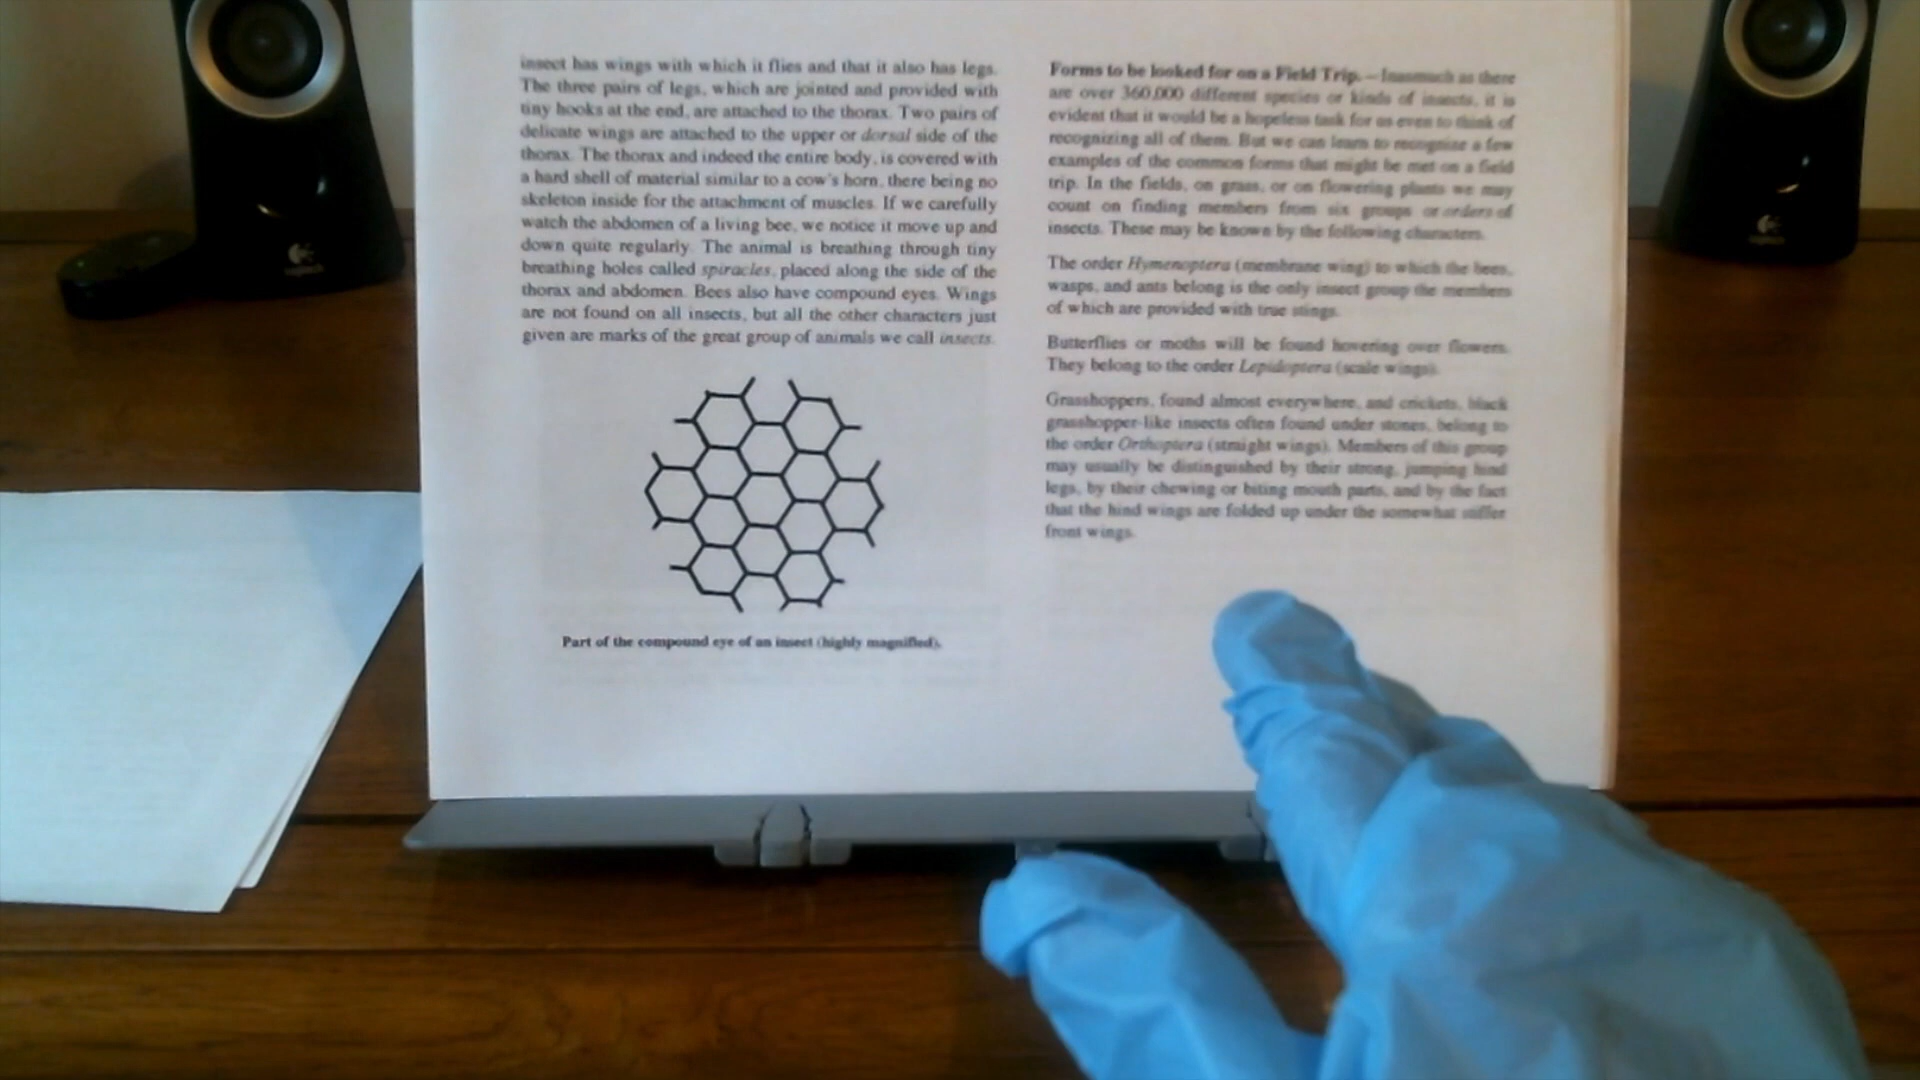 insect has wings with which it flies and that it also has legs.
The three pairs of legs, which are jointed and provided with
tiny hooks at the end, are attached to the thorax. Two pairs of
delicate wings are attached to the upper or dorsal side of the
thorax. The thorax and indeed the entire body, is covered with
a hard shell of material similar to a cow's horn, there being no
skeleton inside for the attachment of muscles. If we carefully
watch the abdomen of a living bee, we notice it move up and
down quite regularly. The animal is breathing through tiny
breathing holes called spiracles, placed along the side of the
thorax and abdomen. Bees also have compound eyes. Wings
are not found on all insects, but all the other characters just
given are marks of the great group of animals we call insects.
Part of the compound eye of an insect (highly magnified).
Forms to be looked for on a Field Trip. — Inasmuch as there
are over 360,000 different species or kinds of insects, it is
evident that it would be a hopeless task for us even to think of
recognizing all of them. But we can learn to recognize a few
examples of the common forms that might be met on a field
trip. In the fields, on grass, or on flowering plants we may
count on finding members from six groups or orders of
insects. These may be known by the following characters.
The order Hymenoptera (membrane wing) to which the bees,
wasps, and ants belong is the only insect group the members
of which are provided with true stings.
Butterflies or moths will be found hovering over flowers.
They belong to the order Lepidoptera (scale wings).
Grasshoppers, found almost everywhere, and crickets, black
grasshopper-like insects often found under stones, belong to
the order Orthoptera (straight wings). Members of this group
may usually be distinguished by their strong, jumping hind
legs, by their chewing or biting mouth parts, and by the fact
that the hind wings are folded up under the somewhat stiffer
front wings.